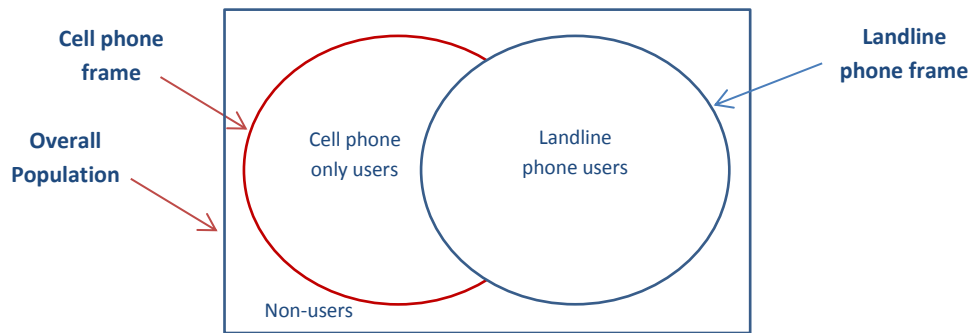 Cell phone
frame
Landline
phone frame
Overall
Population
Cell phone
only users
Landline
phone users
Non-users